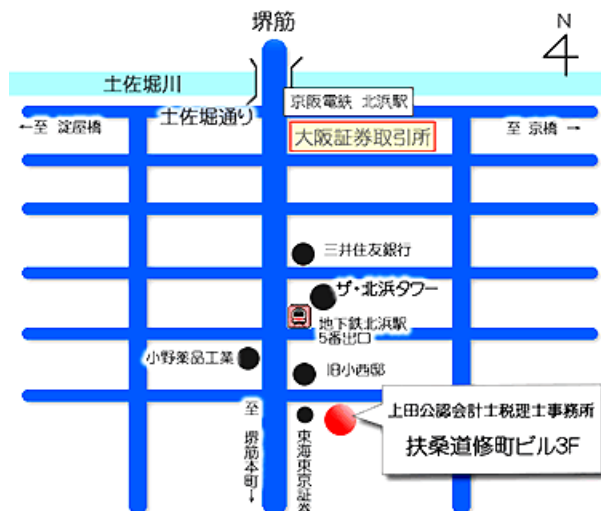 堺筋
N
土佐堀川
京阪電鉄 北浜駅
土佐堀通り
←至 淀屋橋
大阪証券取引所
至 京橋 →
三井住友銀行
ザ・北浜タワー
地下鉄北浜駅
5番出口
小野薬品工業
旧小西邸
至 堺筋本町→
東海東京証券
上田公認会計士税理士事務所
扶桑道修町ビル3F